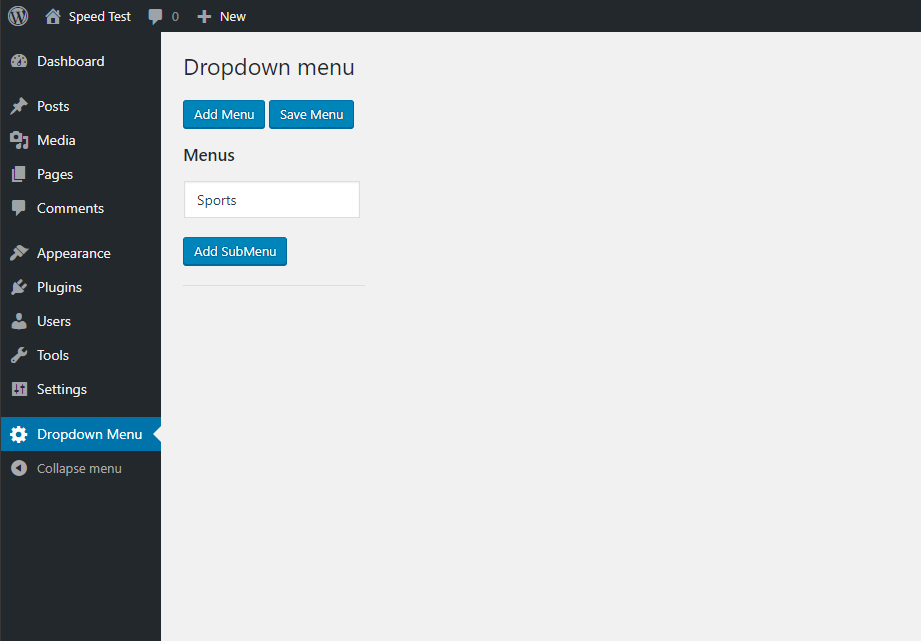 Speed Test 0 New
Dashboard
Posts
Media
Pages
Comments
Appearance
Plugins
Users
Tools
Settings
Dropdown Menu
Collapse menu
Dropdown menu
Add Menu Save Menu
Menus
Sports
Add SubMenu